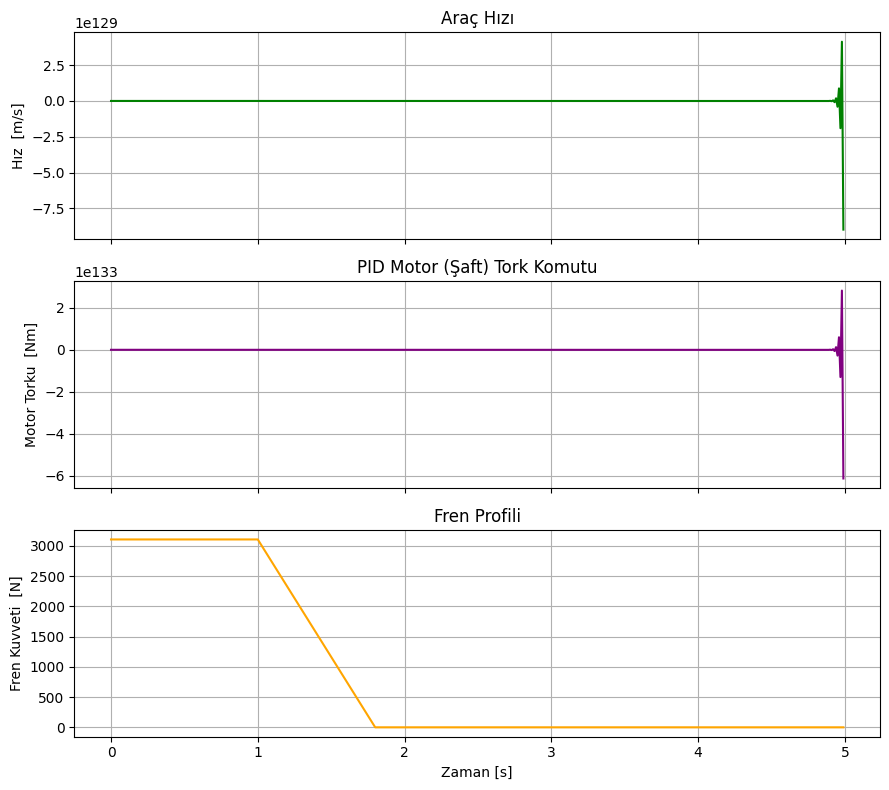 Araç Hızı
1e129
2.5
0.0
−2.5
−5.0
−7.5
Hız  [m/s]
PID Motor (Şaft) Tork Komutu
1e133
2
0
−2
−4
−6
Motor Torku  [Nm]
Fren Profili
3000
2500
2000
1500
1000
500
0
Fren Kuvveti  [N]
0 1 2 3 4 5
Zaman [s]